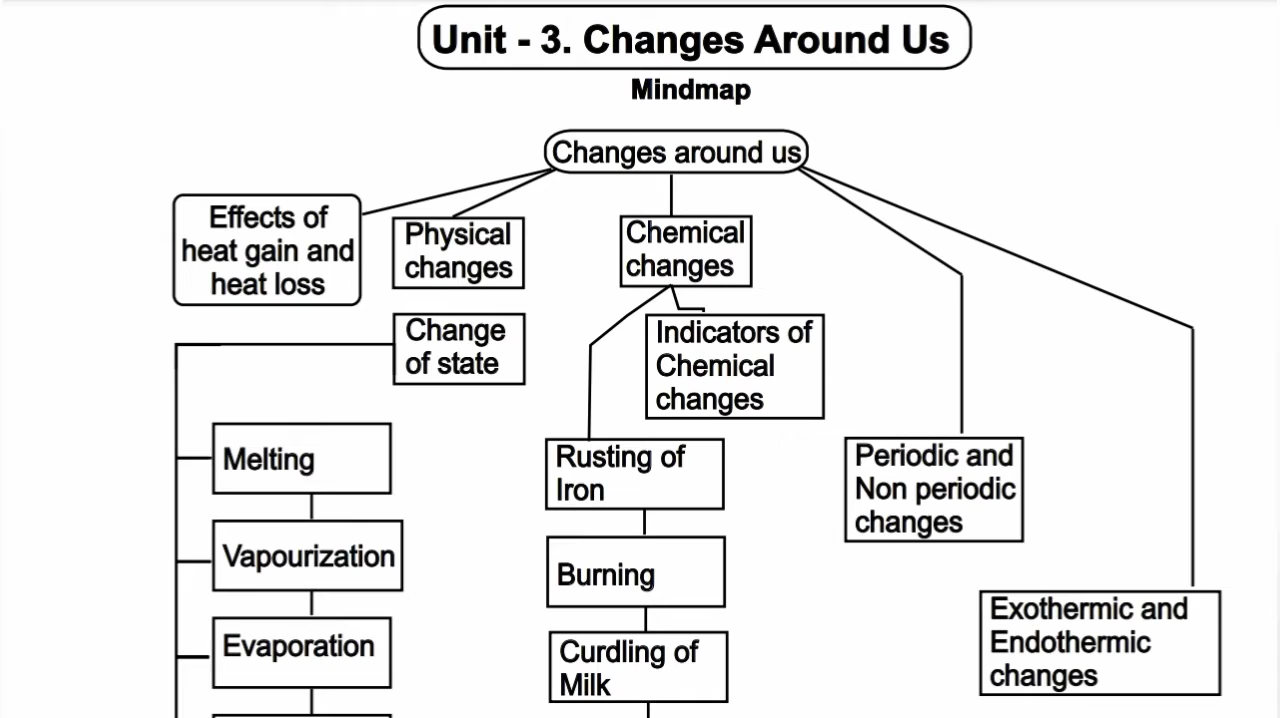 Unit - 3. Changes Around Us
Mindmap
Changes around us
Effects of
heat gain and
heat loss
Physical
changes
Chemical
changes
Change
of state
Indicators of
Chemical
changes
Melting
Rusting of
Iron
Periodic and
Non periodic
changes
Vapourization
Burning
Exothermic and
Endothermic
changes
Evaporation
Curdling of
Milk